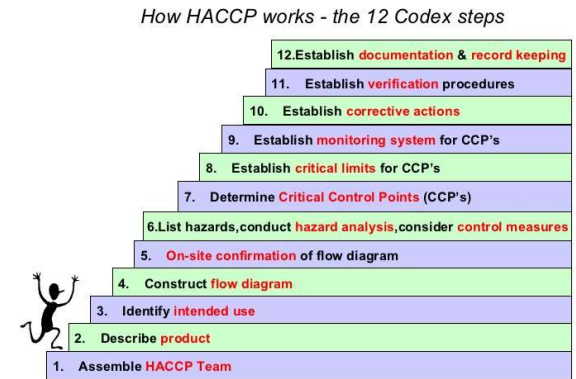 How HACCP works - the 12 Codex steps
12.Establish documentation & record keeping
11. Establish verification procedures
10. Establish corrective actions
9. Establish monitoring system for CCP's
8. Establish critical limits for CCP's
7. Determine Critical Control Points (CCP's)
6.List hazards,conduct hazard analysis,consider control measures
5. On-site confirmation of flow diagram
4. Construct flow diagram
3. Identify intended use
2. Describe product
1. Assemble HACCP Team